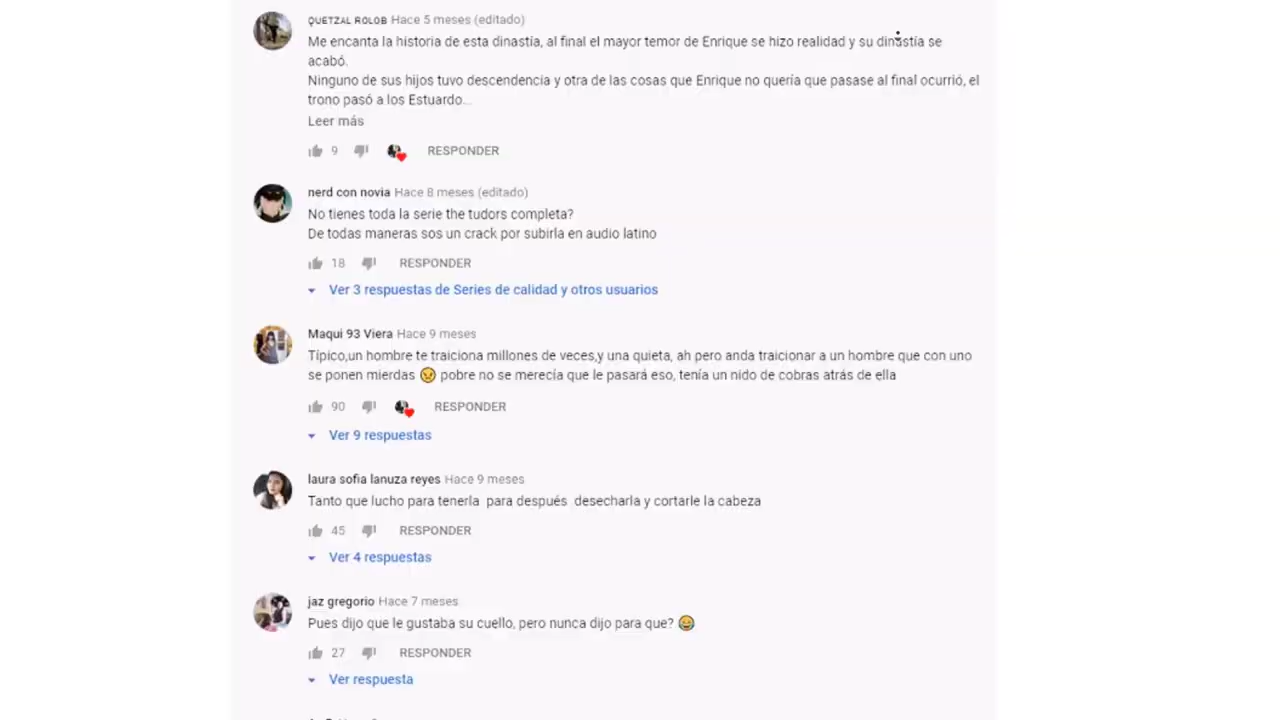 QUETZAL ROLOB Hace 5 meses (editado)
Me encanta la historia de esta dinastía, al final el mayor temor de Enrique se hizo realidad y su dinastía se
acabó.
Ninguno de sus hijos tuvo descendencia y otra de las cosas que Enrique no quería que pasase al final ocurrió, el
trono pasó a los Estuardo...
Leer más
9 RESPONDER
nerd con novia Hace 8 meses (editado)
No tienes toda la serie the tudors completa?
De todas maneras sos un crack por subirla en audio latino
18 RESPONDER
Ver 3 respuestas de Series de calidad y otros usuarios
Maqui 93 Viera Hace 9 meses
Típico,un hombre te traiciona millones de veces,y una quieta, ah pero anda traicionar a un hombre que con uno
se ponen mierdas 😠 pobre no se merecía que le pasará eso, tenía un nido de cobras atrás de ella
90 RESPONDER
Ver 9 respuestas
laura sofia lanuza reyes Hace 9 meses
Tanto que lucho para tenerla para después desecharla y cortarle la cabeza
45 RESPONDER
Ver 4 respuestas
jaz gregorio Hace 7 meses
Pues dijo que le gustaba su cuello, pero nunca dijo para que? 😂
27 RESPONDER
Ver respuesta